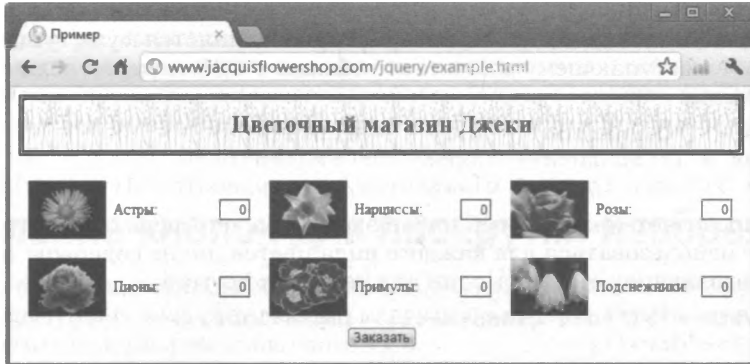 Пример
www.jacquisflowershop.com/jquery/example.html
Цветочный магазин Джеки
Астры: 0 Нарциссы: 0 Розы: 0
Пионы: 0 Примулы: 0 Подснежники: 0
Заказать